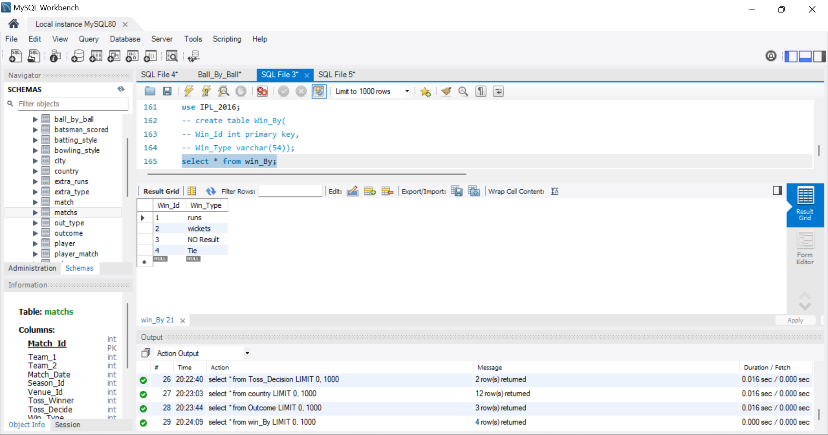 MySQL Workbench
Local instance MySQL80 ×
File Edit View Query Database Server Tools Scripting Help
Navigator
SCHEMAS
Filter objects
ball_by_ball
batsman_scored
batting_style
bowling_style
city
country
extra_runs
extra_type
match
matchs
out_type
outcome
player
player_match
Administration Schemas
Information
Table: matchs
Columns:
Match_Id int PK
Team_1 int
Team_2 int
Match_Date int
Season_Id int
Venue_Id int
Toss_Winner int
Toss_Decide int
Win_Type int
Object Info Session
SQL File 4* Ball_By_Ball* SQL File 3* × SQL File 5*
Limit to 1000 rows
161 use IPL_2016;
162 -- create table Win_By(
163 -- Win_Id int primary key,
164 -- Win_Type varchar(54));
165 select * from win_By;
Result Grid Filter Rows: Edit: Export/Import: Wrap Cell Content:
Win_Id Win_Type
1 runs
2 wickets
3 NO Result
4 Tie
NULL NULL
Result Grid
Form Editor
win_By 21 ×
Apply
Output
Action Output
# Time Action Message Duration / Fetch
26 20:22:40 select * from Toss_Decision LIMIT 0, 1000 2 row(s) returned 0.016 sec / 0.000 sec
27 20:23:03 select * from country LIMIT 0, 1000 12 row(s) returned 0.016 sec / 0.000 sec
28 20:23:44 select * from Outcome LIMIT 0, 1000 3 row(s) returned 0.016 sec / 0.000 sec
29 20:24:09 select * from win_By LIMIT 0, 1000 4 row(s) returned 0.000 sec / 0.000 sec